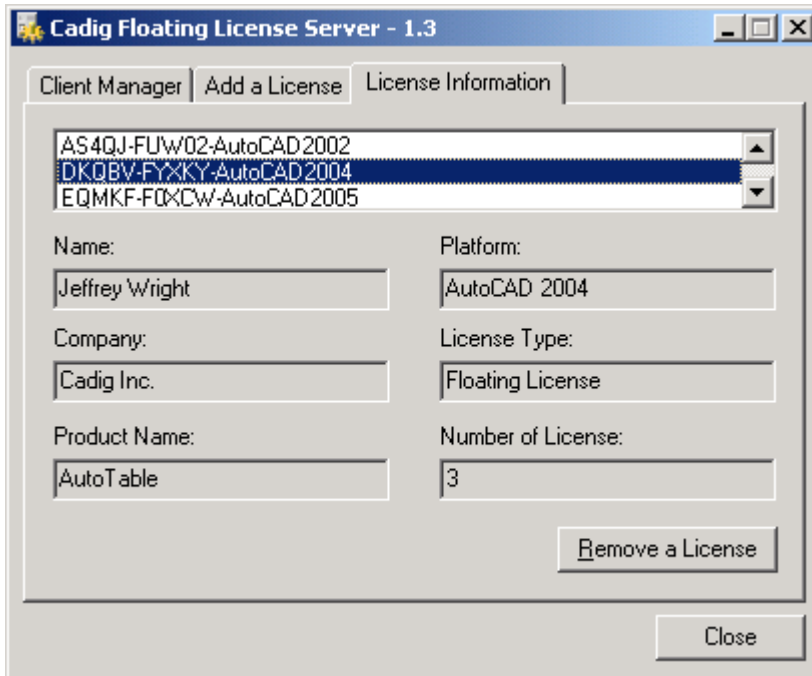 Cadig Floating License Server - 1.3
Client Manager Add a License License Information
AS4QJ-FUW02-AutoCAD2002
DKQBV-FYXKY-AutoCAD2004
EQMKF-F0XCW-AutoCAD2005
Name: Platform:
Jeffrey Wright AutoCAD 2004
Company: License Type:
Cadig Inc. Floating License
Product Name: Number of License:
AutoTable 3
Remove a License
Close